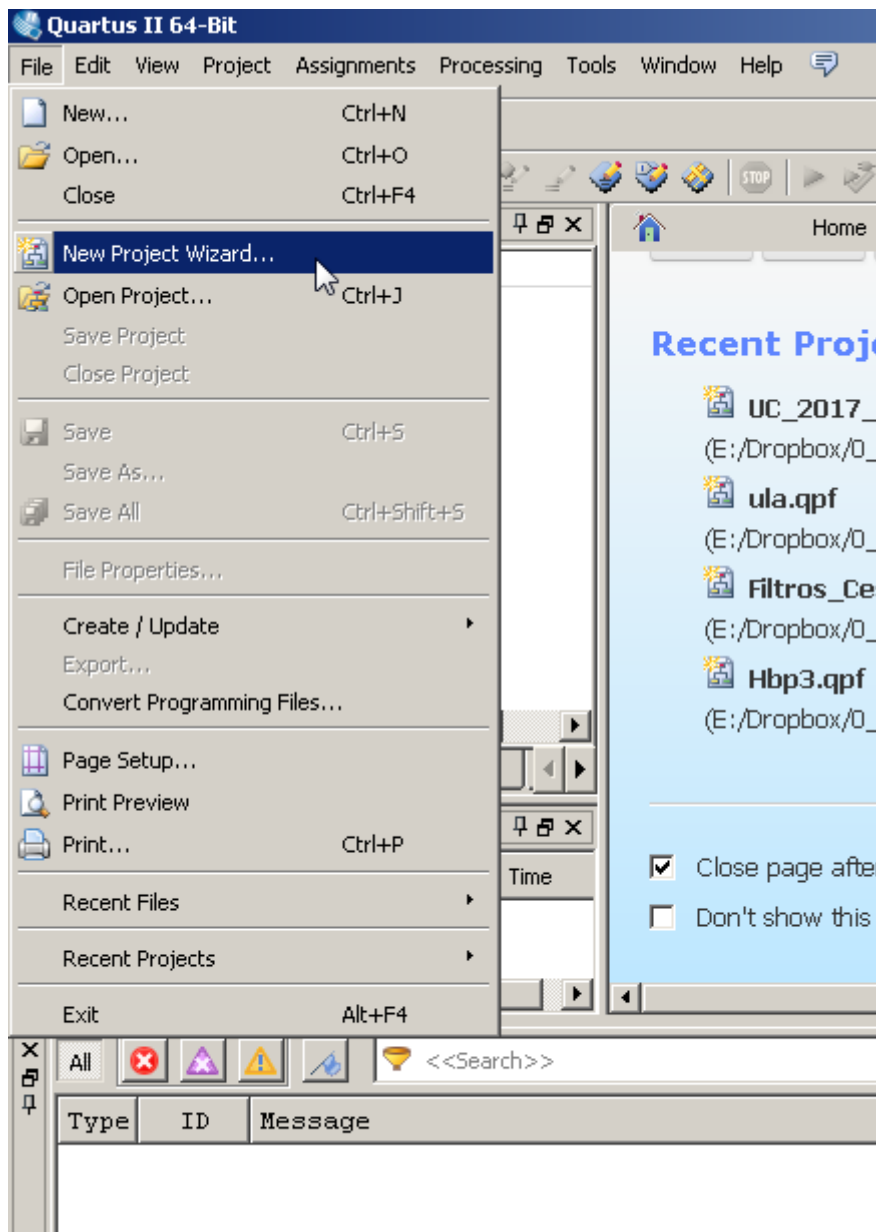 Quartus II 64-Bit
File Edit View Project Assignments Processing Tools Window Help
New... Ctrl+N
Open... Ctrl+O
Close Ctrl+F4
New Project Wizard...
Open Project... Ctrl+J
Save Project
Close Project
Save Ctrl+S
Save As...
Save All Ctrl+Shift+S
File Properties...
Create / Update
Export...
Convert Programming Files...
Page Setup...
Print Preview
Print... Ctrl+P
Recent Files
Recent Projects
Exit Alt+F4
STOP
Home
Recent Proj
UC_2017_
(E:/Dropbox/0_
ula.qpf
(E:/Dropbox/0_
Filtros_Ce
(E:/Dropbox/0_
Hbp3.qpf
(E:/Dropbox/0_
Time
Close page after
Don't show this
All <<Search>>
Type ID Message